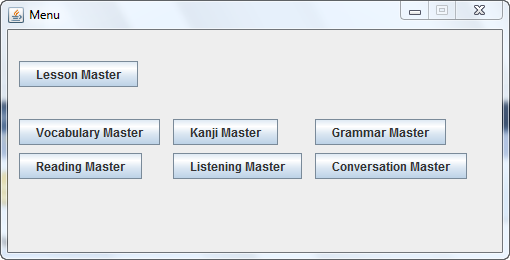 Menu
Lesson Master
Vocabulary Master Kanji Master Grammar Master
Reading Master Listening Master Conversation Master